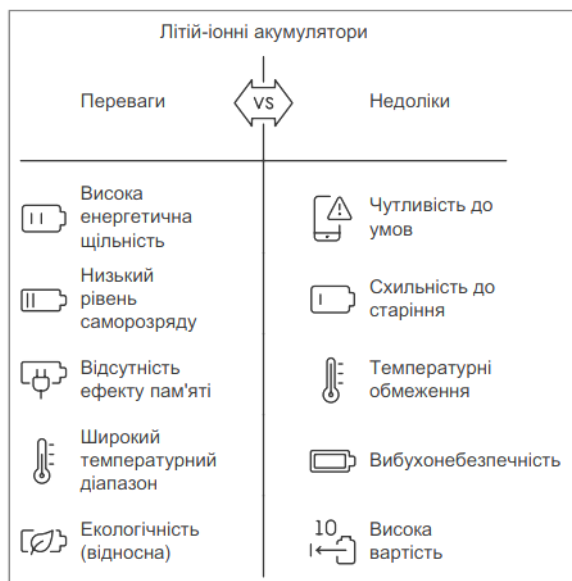 Літій-іонні акумулятори
Переваги
VS
Недоліки
Висока
енергетична
щільність
Низький
рівень
саморозряду
Відсутність
ефекту пам'яті
Широкий
температурний
діапазон
Екологічність
(відносна)
Чутливість до
умов
Схильність до
старіння
Температурні
обмеження
Вибухонебезпечність
10
Висока
вартість